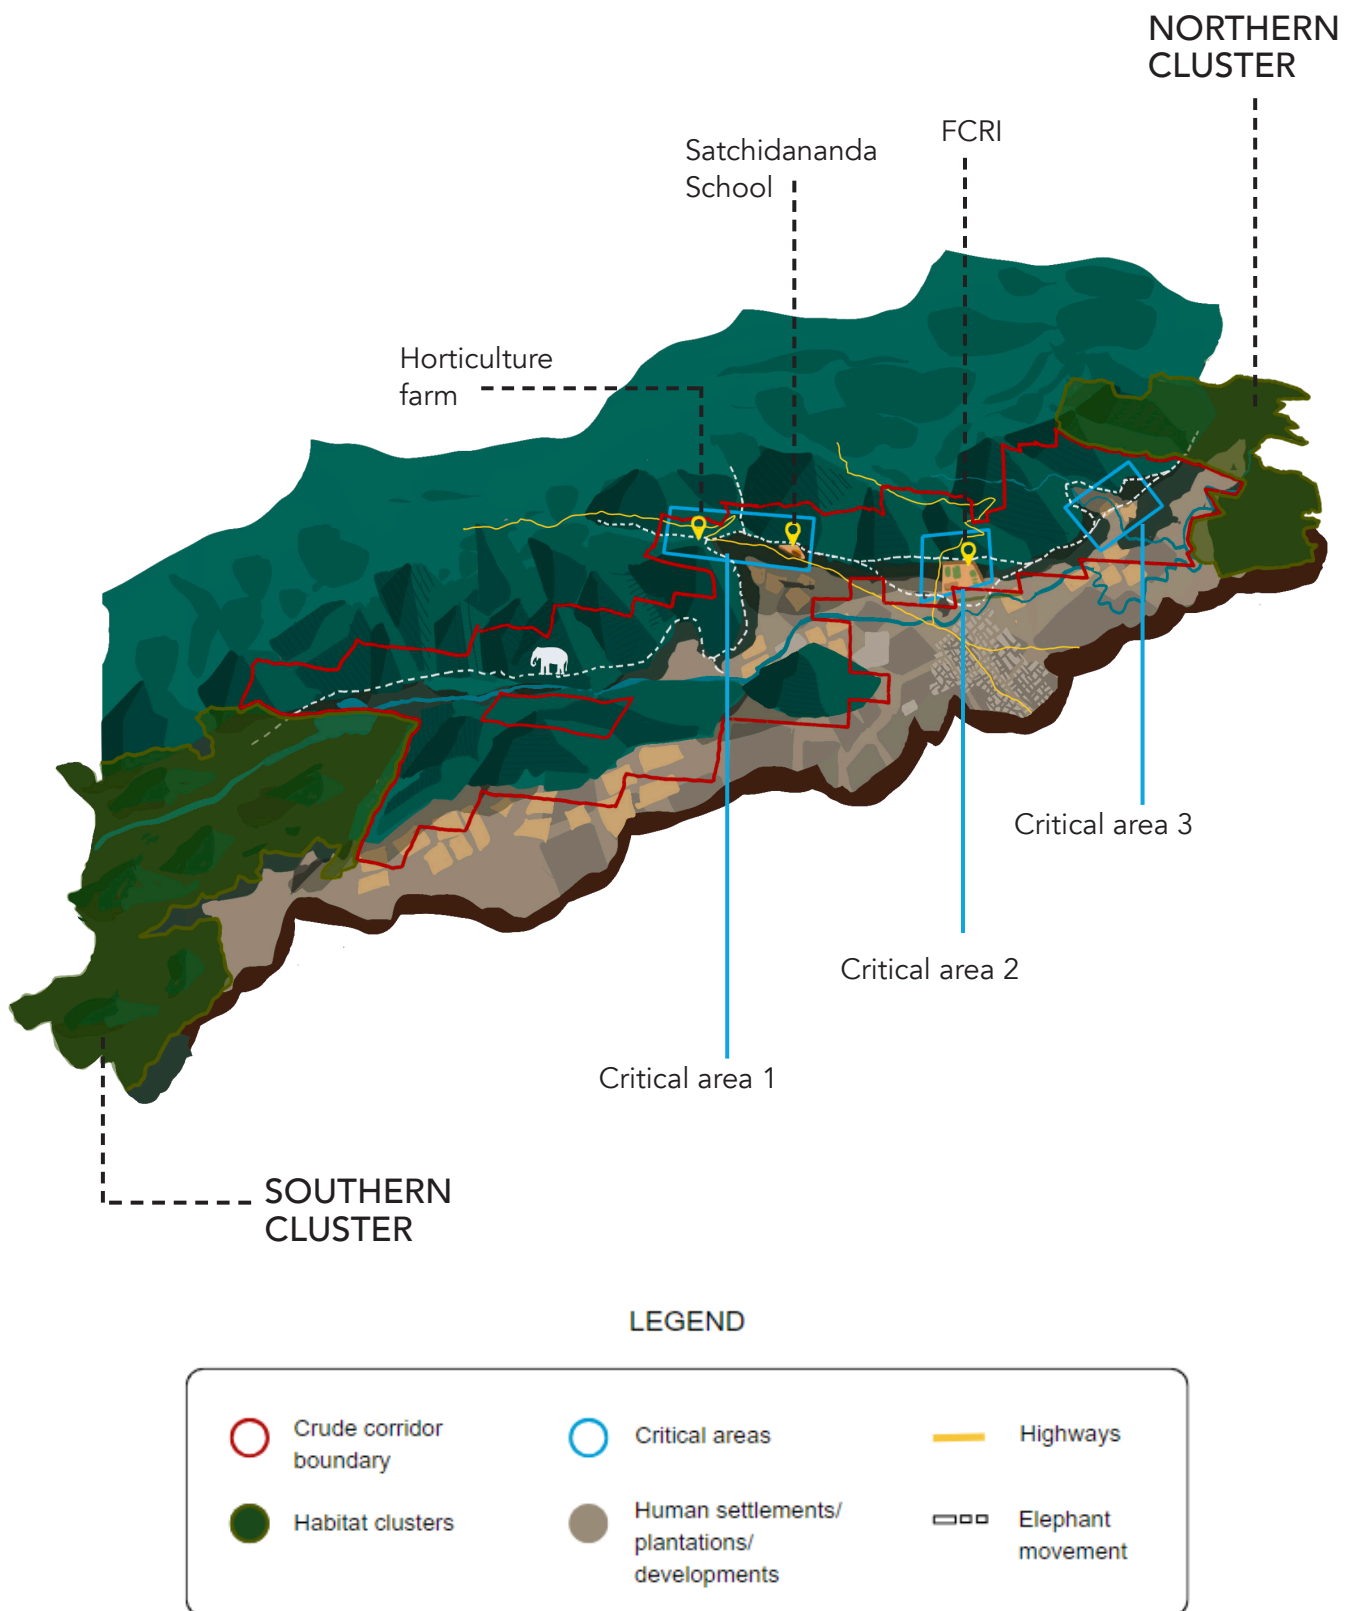 NORTHERN
CLUSTER
FCRI
Satchidananda
School
Horticulture
farm
Critical area 3
Critical area 2
Critical area 1
SOUTHERN
CLUSTER
LEGEND
Crude corridor
boundary
Critical areas
Highways
Habitat clusters
Human settlements/
plantations/
developments
Elephant
movement